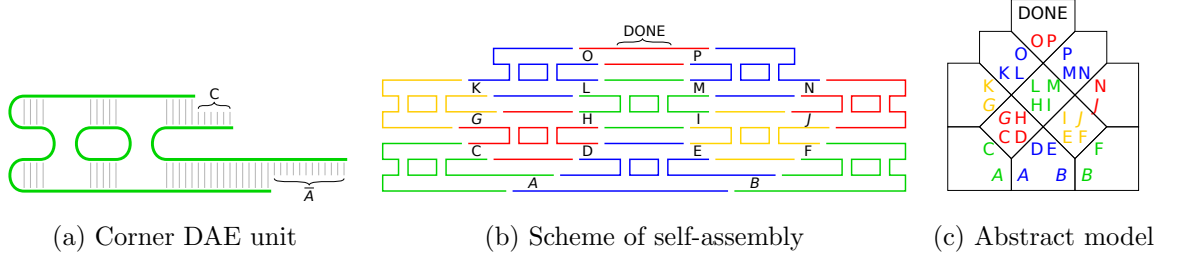 C
A̅
(a) Corner DAE unit
DONE
O P
K L M N
G H I J
C D E F
A B
(b) Scheme of self-assembly
DONE
O P
O P
K L M N
K L M N
G H I J
G H I J
C D E F
C D E F
A A B B
(c) Abstract model